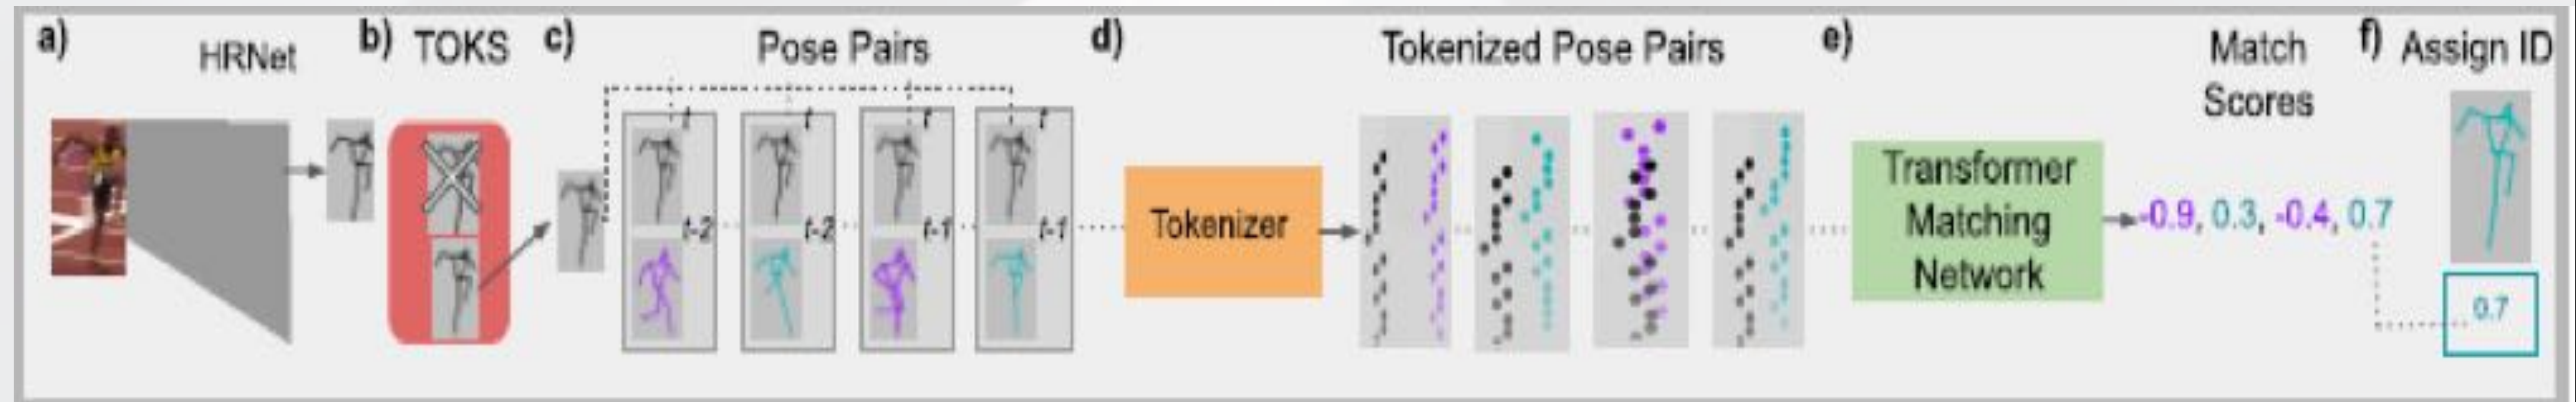 a)
HRNet
b) TOKS
c)
Pose Pairs
d)
Tokenized Pose Pairs
e)
Match
Scores
f) Assign ID
t
t
t
t
t-2
t-2
t-1
t-1
Tokenizer
Transformer
Matching
Network
-0.9, 0.3, -0.4, 0.7
0.7